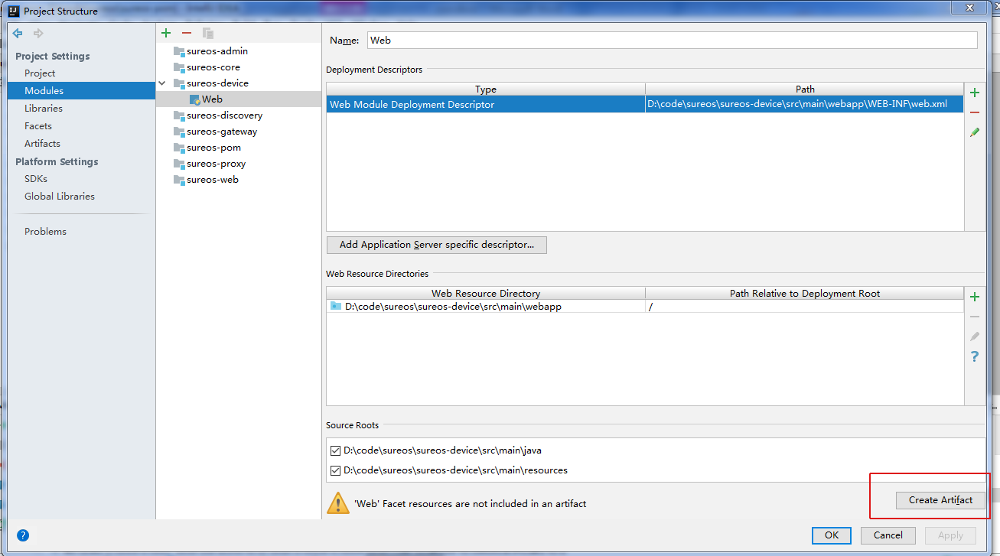 Project Structure
Project Settings
Project
Modules
Libraries
Facets
Artifacts
Platform Settings
SDKs
Global Libraries
Problems
sureos-admin
sureos-core
sureos-device
Web
sureos-discovery
sureos-gateway
sureos-pom
sureos-proxy
sureos-web
Name: Web
Deployment Descriptors
Type Path
Web Module Deployment Descriptor D:\code\sureos\sureos-device\src\main\webapp\WEB-INF\web.xml
Add Application Server specific descriptor...
Web Resource Directories
Web Resource Directory Path Relative to Deployment Root
D:\code\sureos\sureos-device\src\main\webapp /
Source Roots
D:\code\sureos\sureos-device\src\main\java
D:\code\sureos\sureos-device\src\main\resources
'Web' Facet resources are not included in an artifact
Create Artifact
OK Cancel Apply